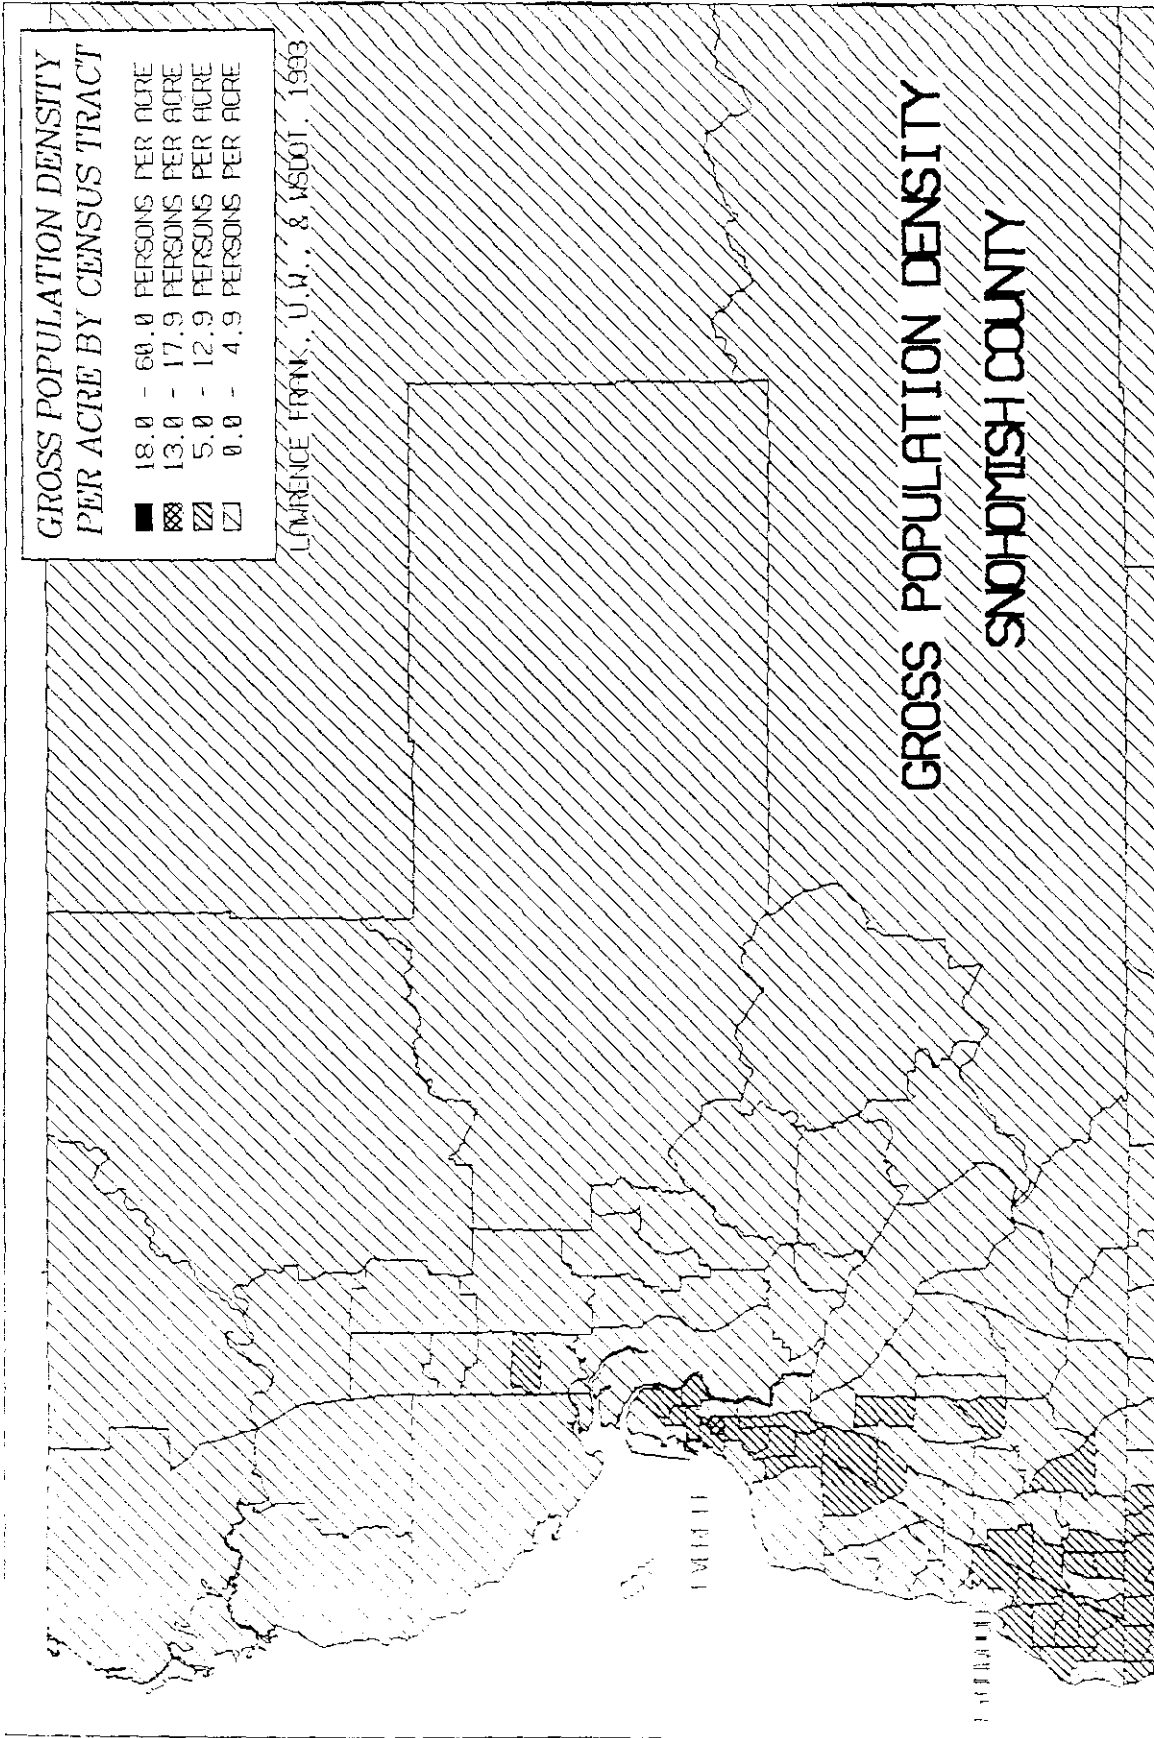 GROSS POPULATION DENSITY
PER ACRE BY CENSUS TRACT
18.0 - 60.0 PERSONS PER ACRE
13.0 - 17.9 PERSONS PER ACRE
5.0 - 12.9 PERSONS PER ACRE
0.0 - 4.9 PERSONS PER ACRE
LAWRENCE FRANK, U.W., & WSDOT, 1993
GROSS POPULATION DENSITY
SNOHOMISH COUNTY